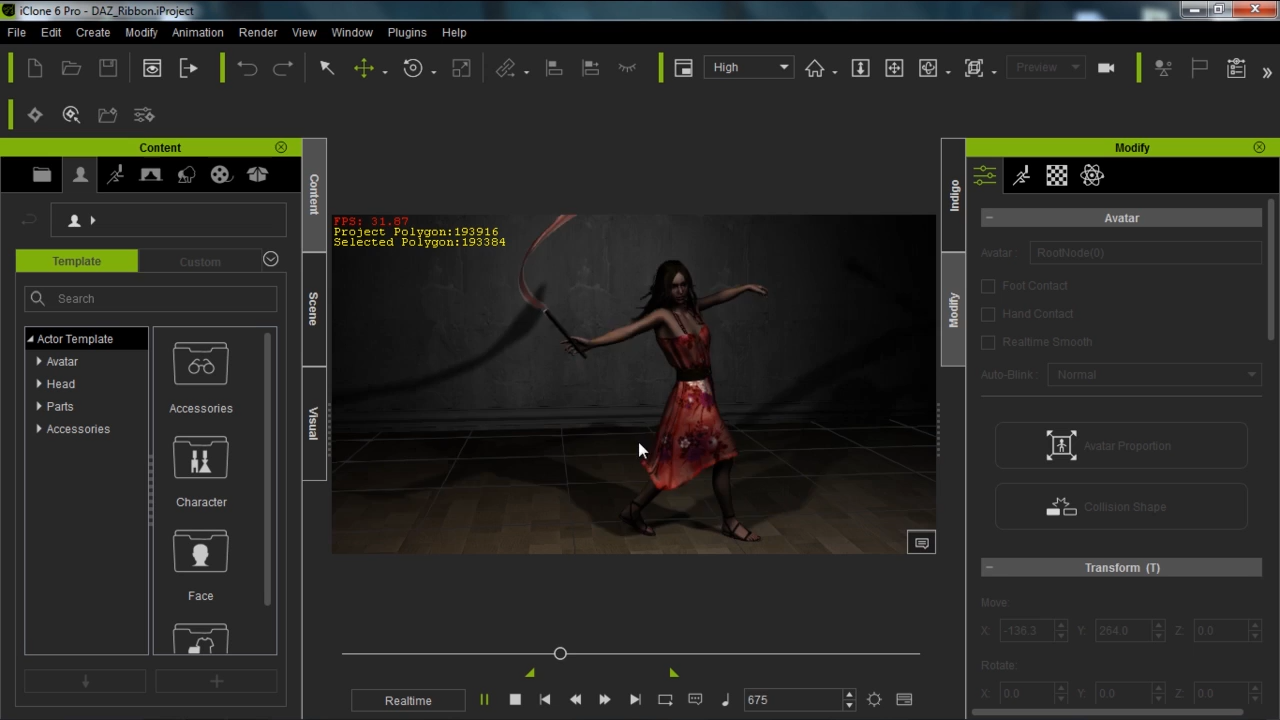 iClone 6 Pro - DAZ_Ribbon.iProject
File Edit Create Modify Animation Render View Window Plugins Help
High
Preview
Content
Template
Custom
Search
Actor Template
Avatar
Head
Parts
Accessories
Accessories
Character
Face
Content
Scene
Visual
FPS: 31.87
Project Polygon:193916
Selected Polygon:193384
Realtime
675
Indigo
Modify
Modify
Avatar
Avatar : RootNode(0)
Foot Contact
Hand Contact
Realtime Smooth
Auto-Blink : Normal
Avatar Proportion
Collision Shape
Transform (T)
Move:
X: -136.3 Y: 264.0 Z: 0.0
Rotate:
X: 0.0 Y: 0.0 Z: 0.0